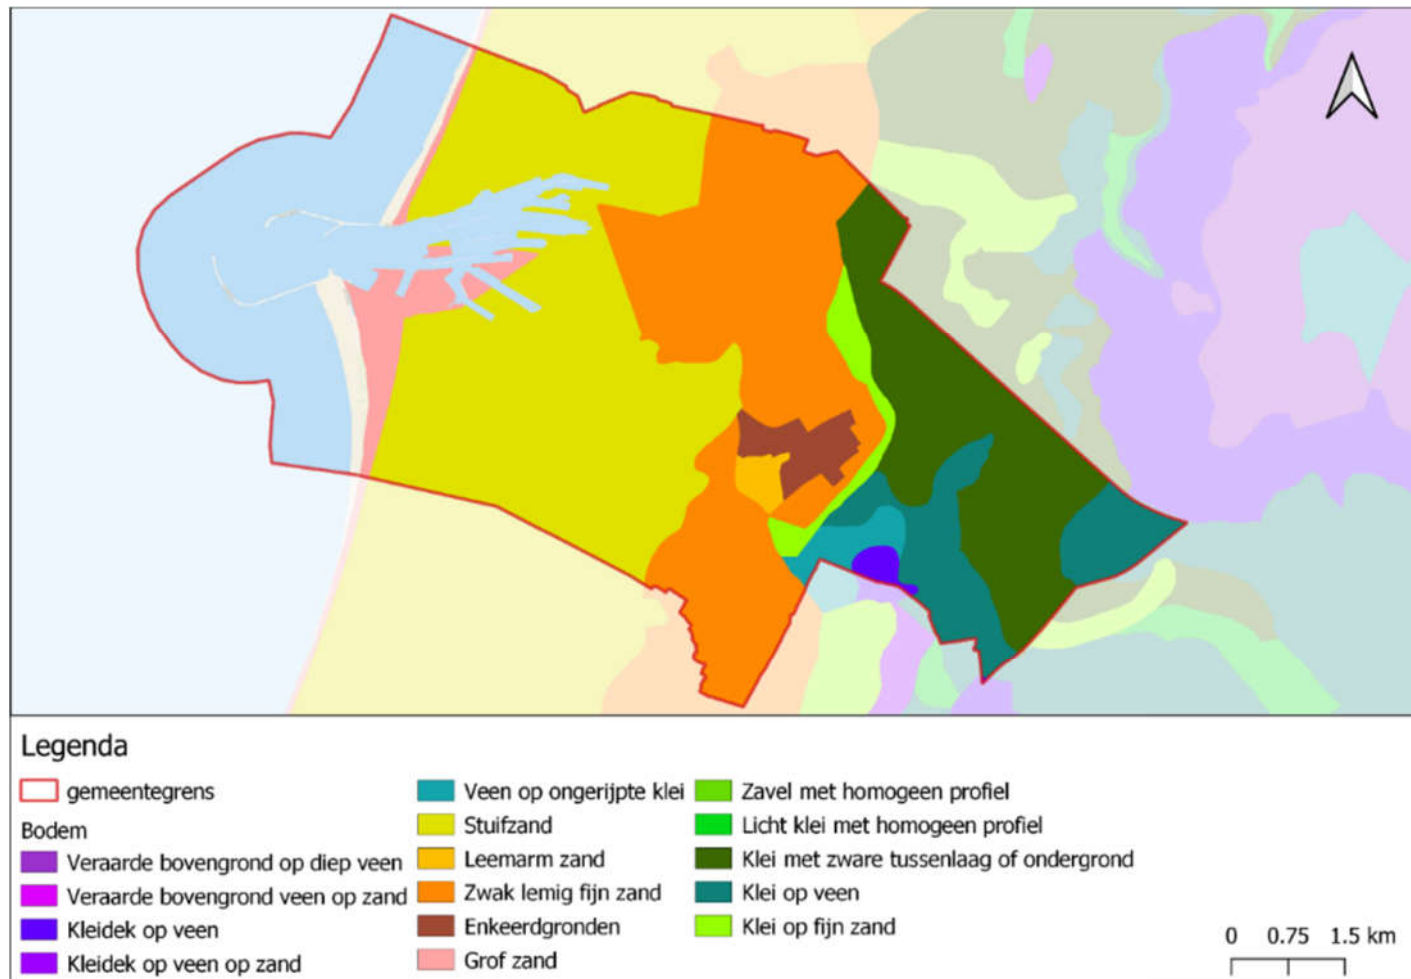 Legenda
gemeentegrens
Bodem
Veraarde bovengrond op diep veen
Veraarde bovengrond veen op zand
Kleidek op veen
Kleidek op veen op zand
Veen op ongerijpte klei
Stuifzand
Leemarm zand
Zwak lemig fijn zand
Enkeerdgronden
Grof zand
Zavel met homogeen profiel
Licht klei met homogeen profiel
Klei met zware tussenlaag of ondergrond
Klei op veen
Klei op fijn zand
0 0.75 1.5 km